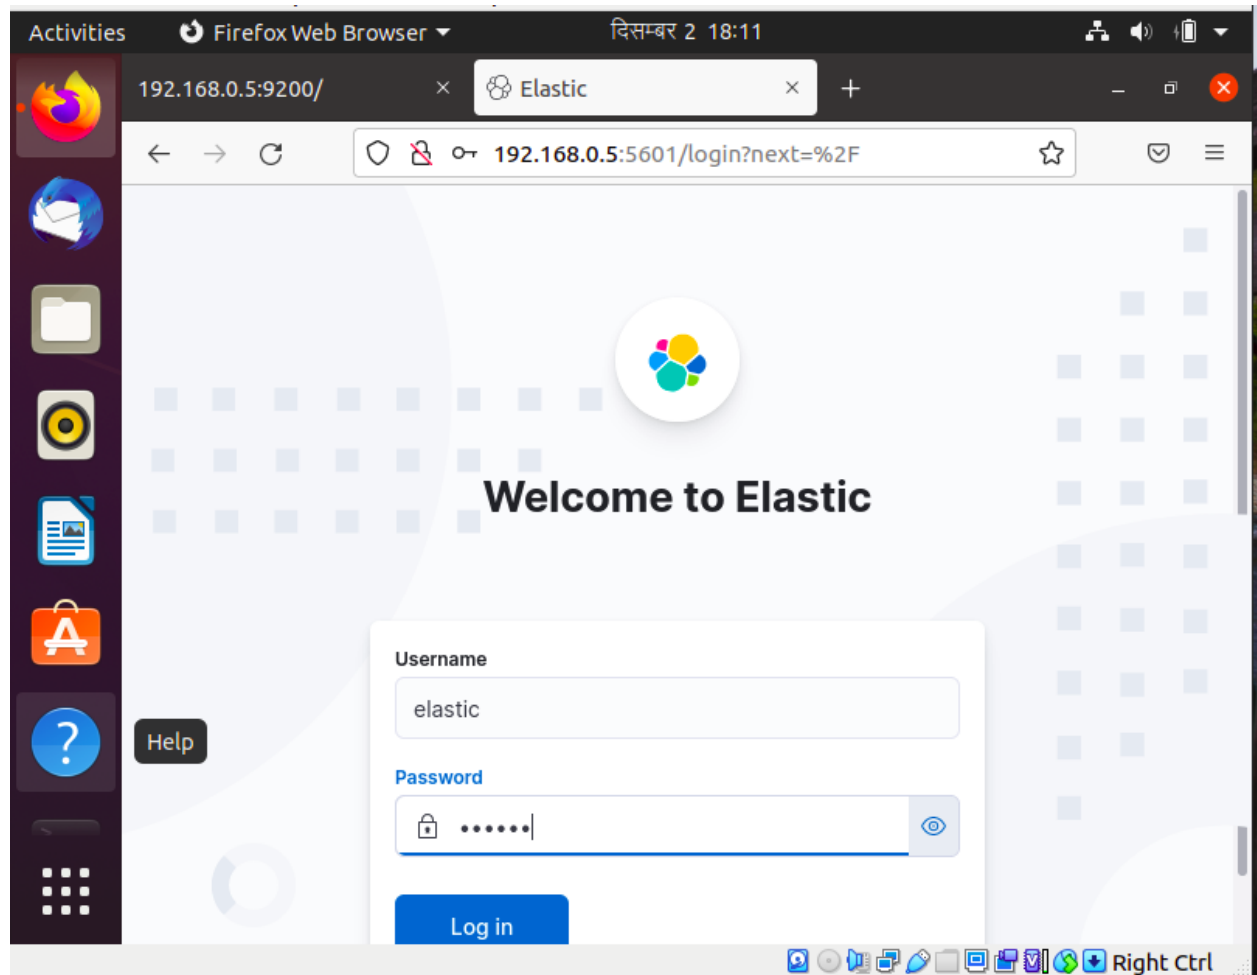 Activities Firefox Web Browser दिसम्बर 2 18:11
192.168.0.5:9200/ Elastic
192.168.0.5:5601/login?next=%2F
Welcome to Elastic
Username
elastic
Help
Password
Log in
Right Ctrl